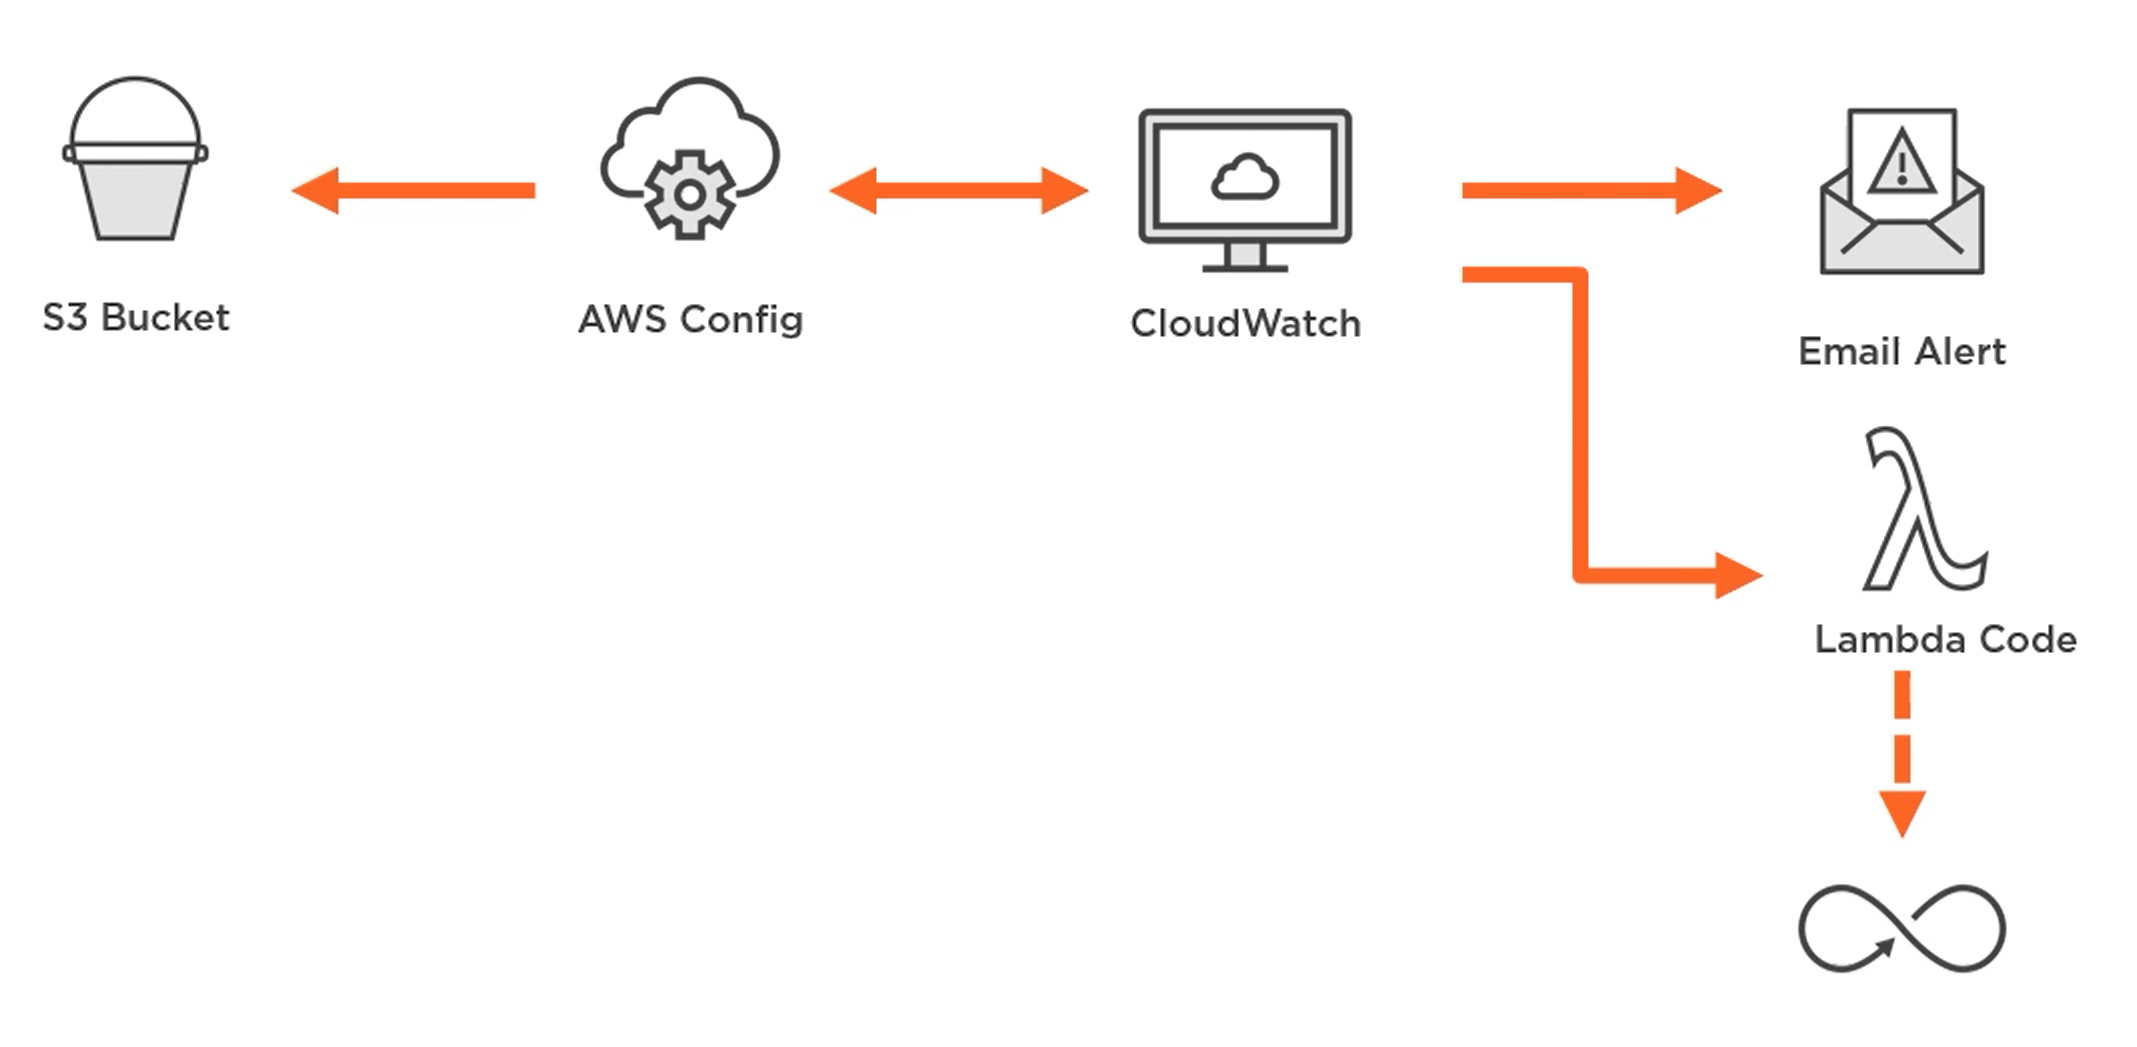 S3 Bucket
AWS Config
CloudWatch
Email Alert
Lambda Code